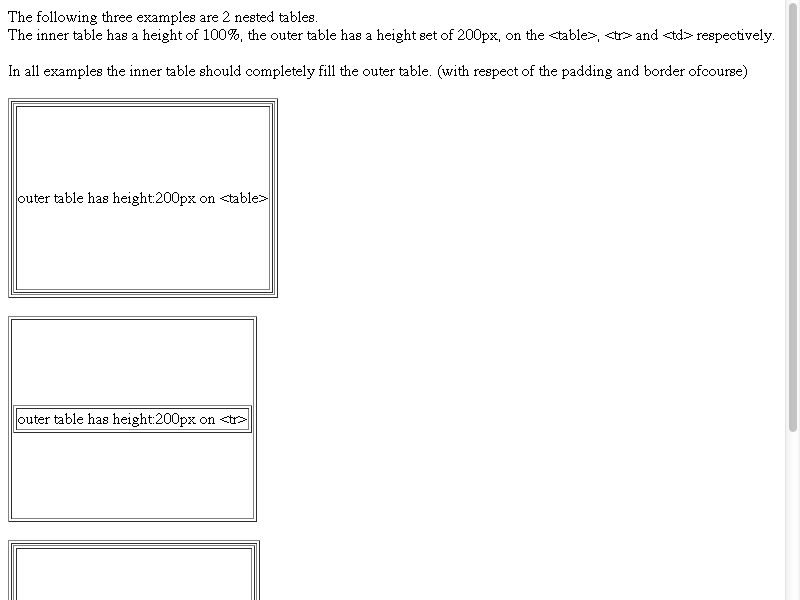 The following three examples are 2 nested tables.
The inner table has a height of 100%, the outer table has a height set of 200px, on the <table>, <tr> and <td> respectively.
In all examples the inner table should completely fill the outer table. (with respect of the padding and border ofcourse)
outer table has height:200px on <table>
outer table has height:200px on <tr>